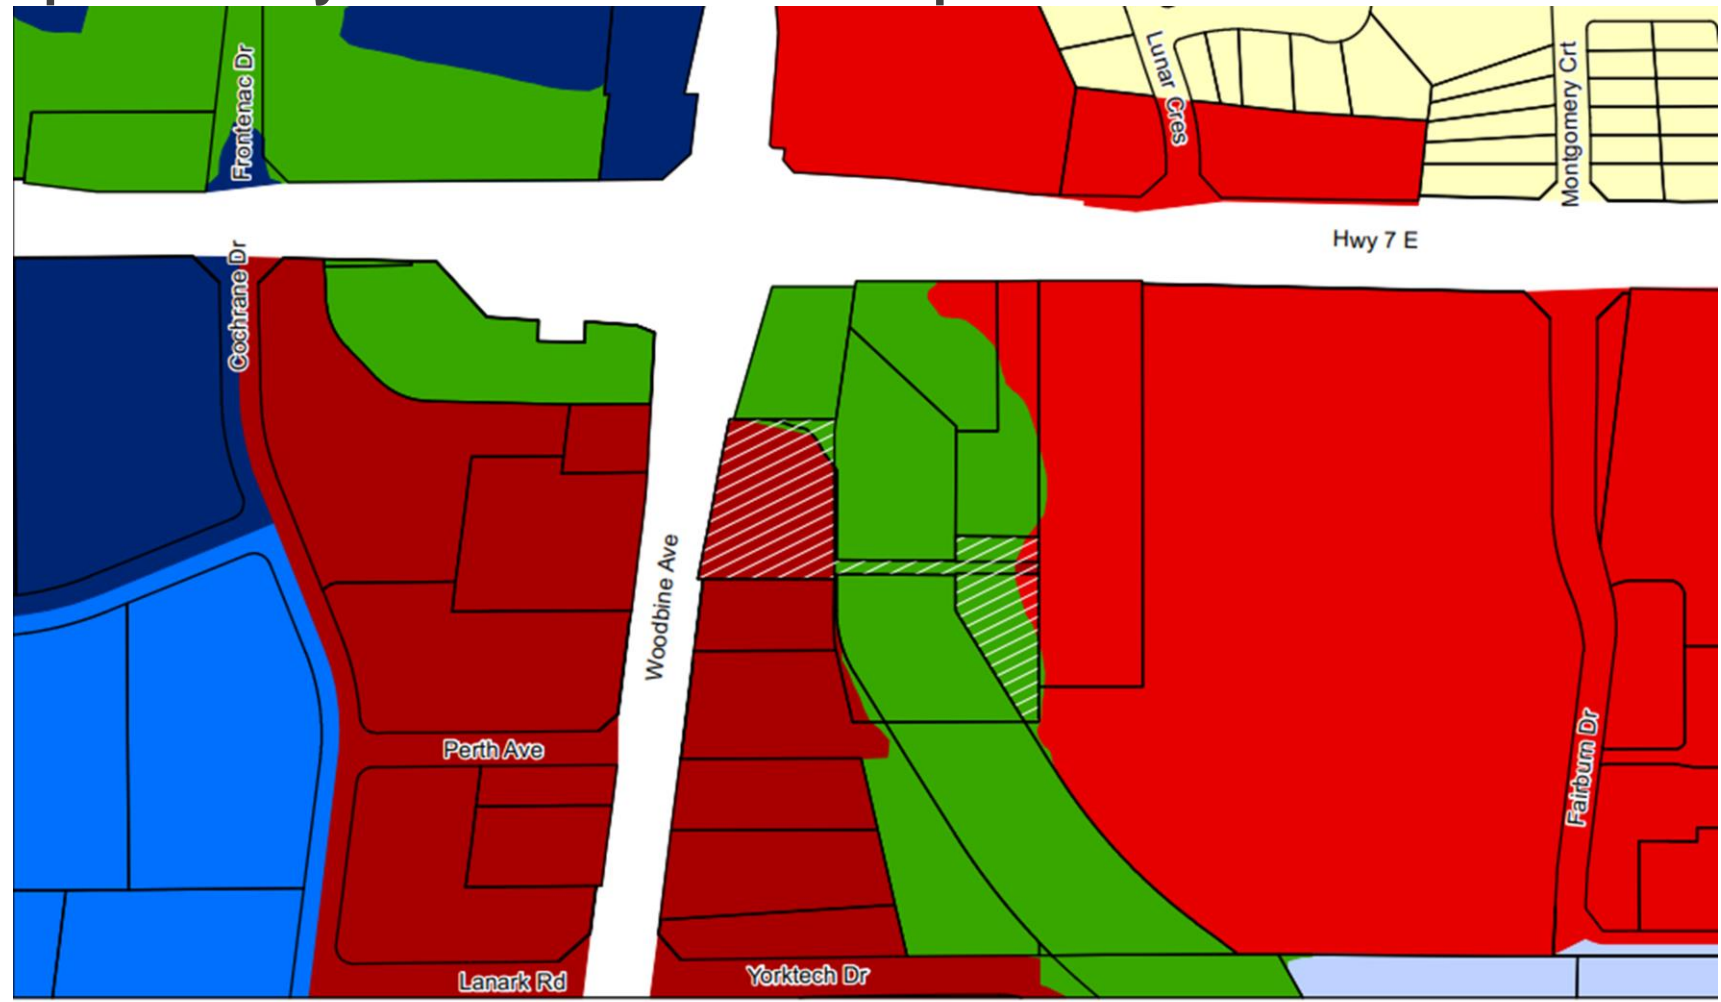 Frontenac Dr
Lunar Cres
Montgomery Crt
Hwy 7 E
Cochrane Dr
Woodbine Ave
Perth Ave
Fairburn Dr
Lanark Rd
Yorktech Dr